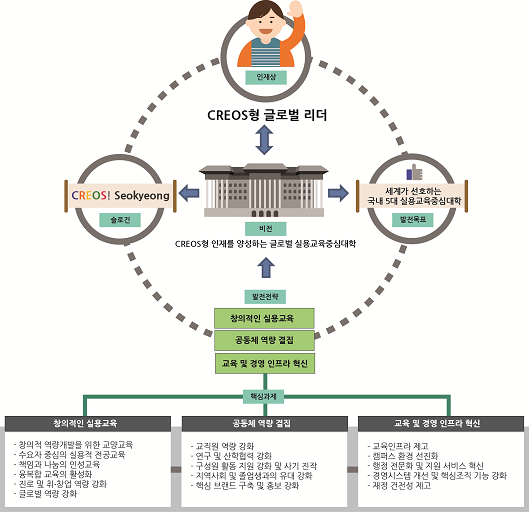 인재상
CREOS형 글로벌 리더
CREOS! Seokyeong
슬로건
세계가 선호하는
국내 5대 실용교육중심대학
발전목표
비전
CREOS형 인재를 양성하는 글로벌 실용교육중심대학
발전전략
창의적인 실용교육
공동체 역량 결집
교육 및 경영 인프라 혁신
핵심과제
창의적인 실용교육
- 창의적 역량개발을 위한 교양교육
- 수요자 중심의 실용적 전공교육
- 책임과 나눔의 인성교육
- 융복합 교육의 활성화
- 진로 및 취·창업 역량 강화
- 글로벌 역량 강화
공동체 역량 결집
- 교직원 역량 강화
- 연구 및 산학협력 강화
- 구성원 활동 지원 강화 및 사기 진작
- 지역사회 및 졸업생과의 유대 강화
- 핵심 브랜드 구축 및 홍보 강화
교육 및 경영 인프라 혁신
- 교육인프라 제고
- 캠퍼스 환경 선진화
- 행정 전문화 및 지원 서비스 혁신
- 경영시스템 개선 및 핵심조직 기능 강화
- 재정 건전성 제고